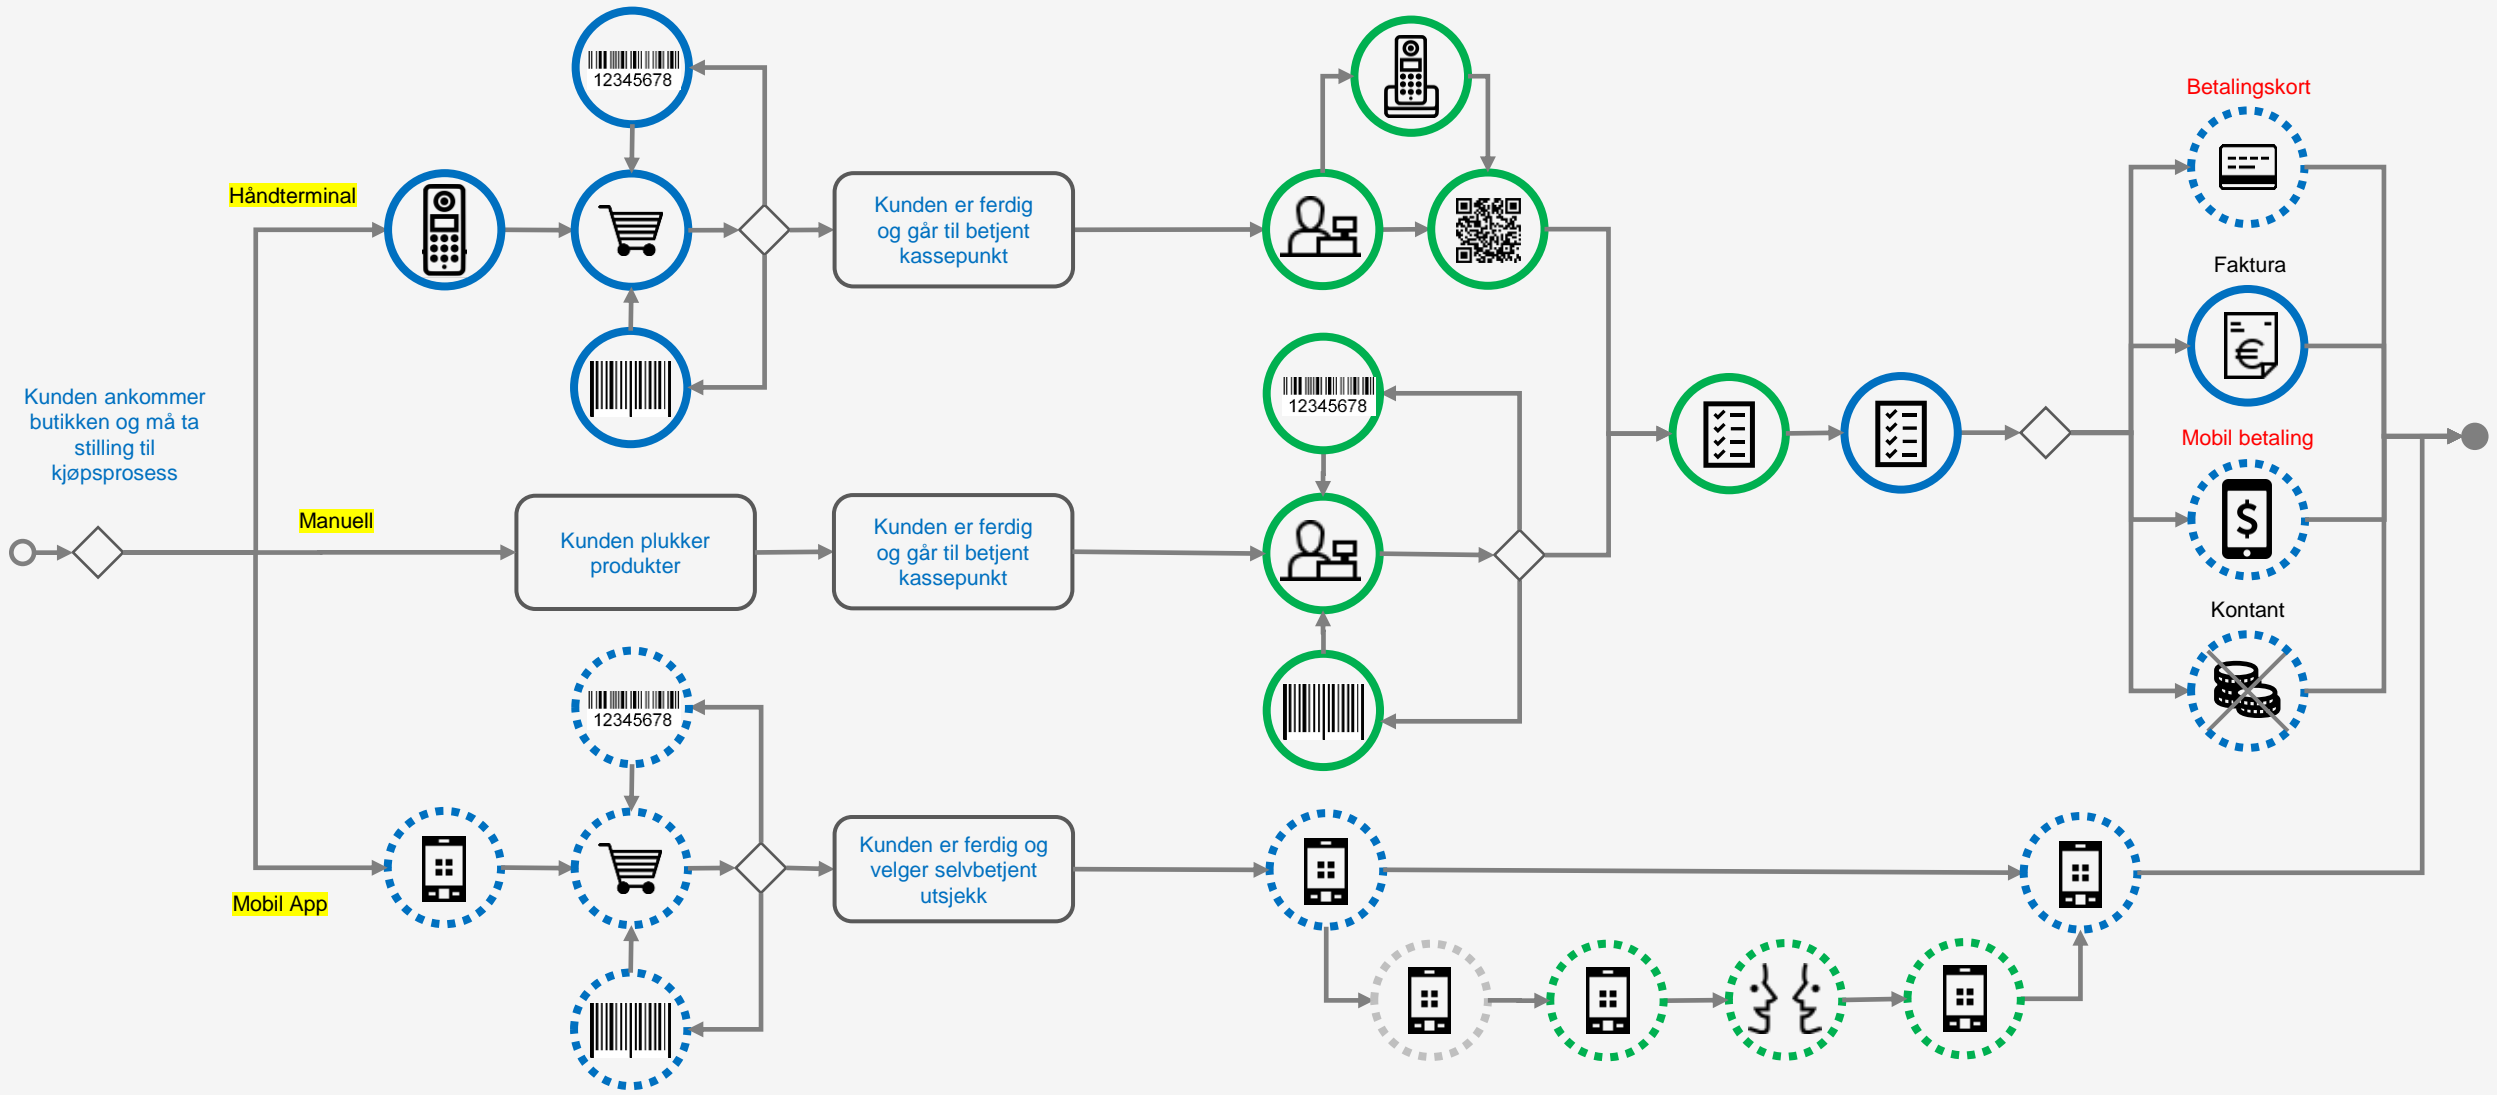 12345678
Betalingskort
Håndterminal
Kunden er ferdig
og går til betjent
kassepunkt
Faktura
Kunden ankommer
butikken og må ta
stilling til
kjøpsprosess
12345678
Mobil betaling
Manuell
Kunden plukker
produkter
Kunden er ferdig
og går til betjent
kassepunkt
Kontant
12345678
Mobil App
Kunden er ferdig og
velger selvbetjent
utsjekk